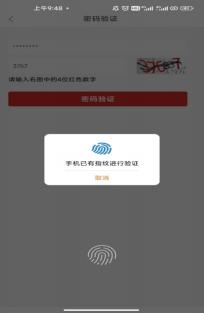 上午9:48
密码验证
********
3767
请输入右图中的4位红色数字
密码验证
手机已有指纹进行验证
取消